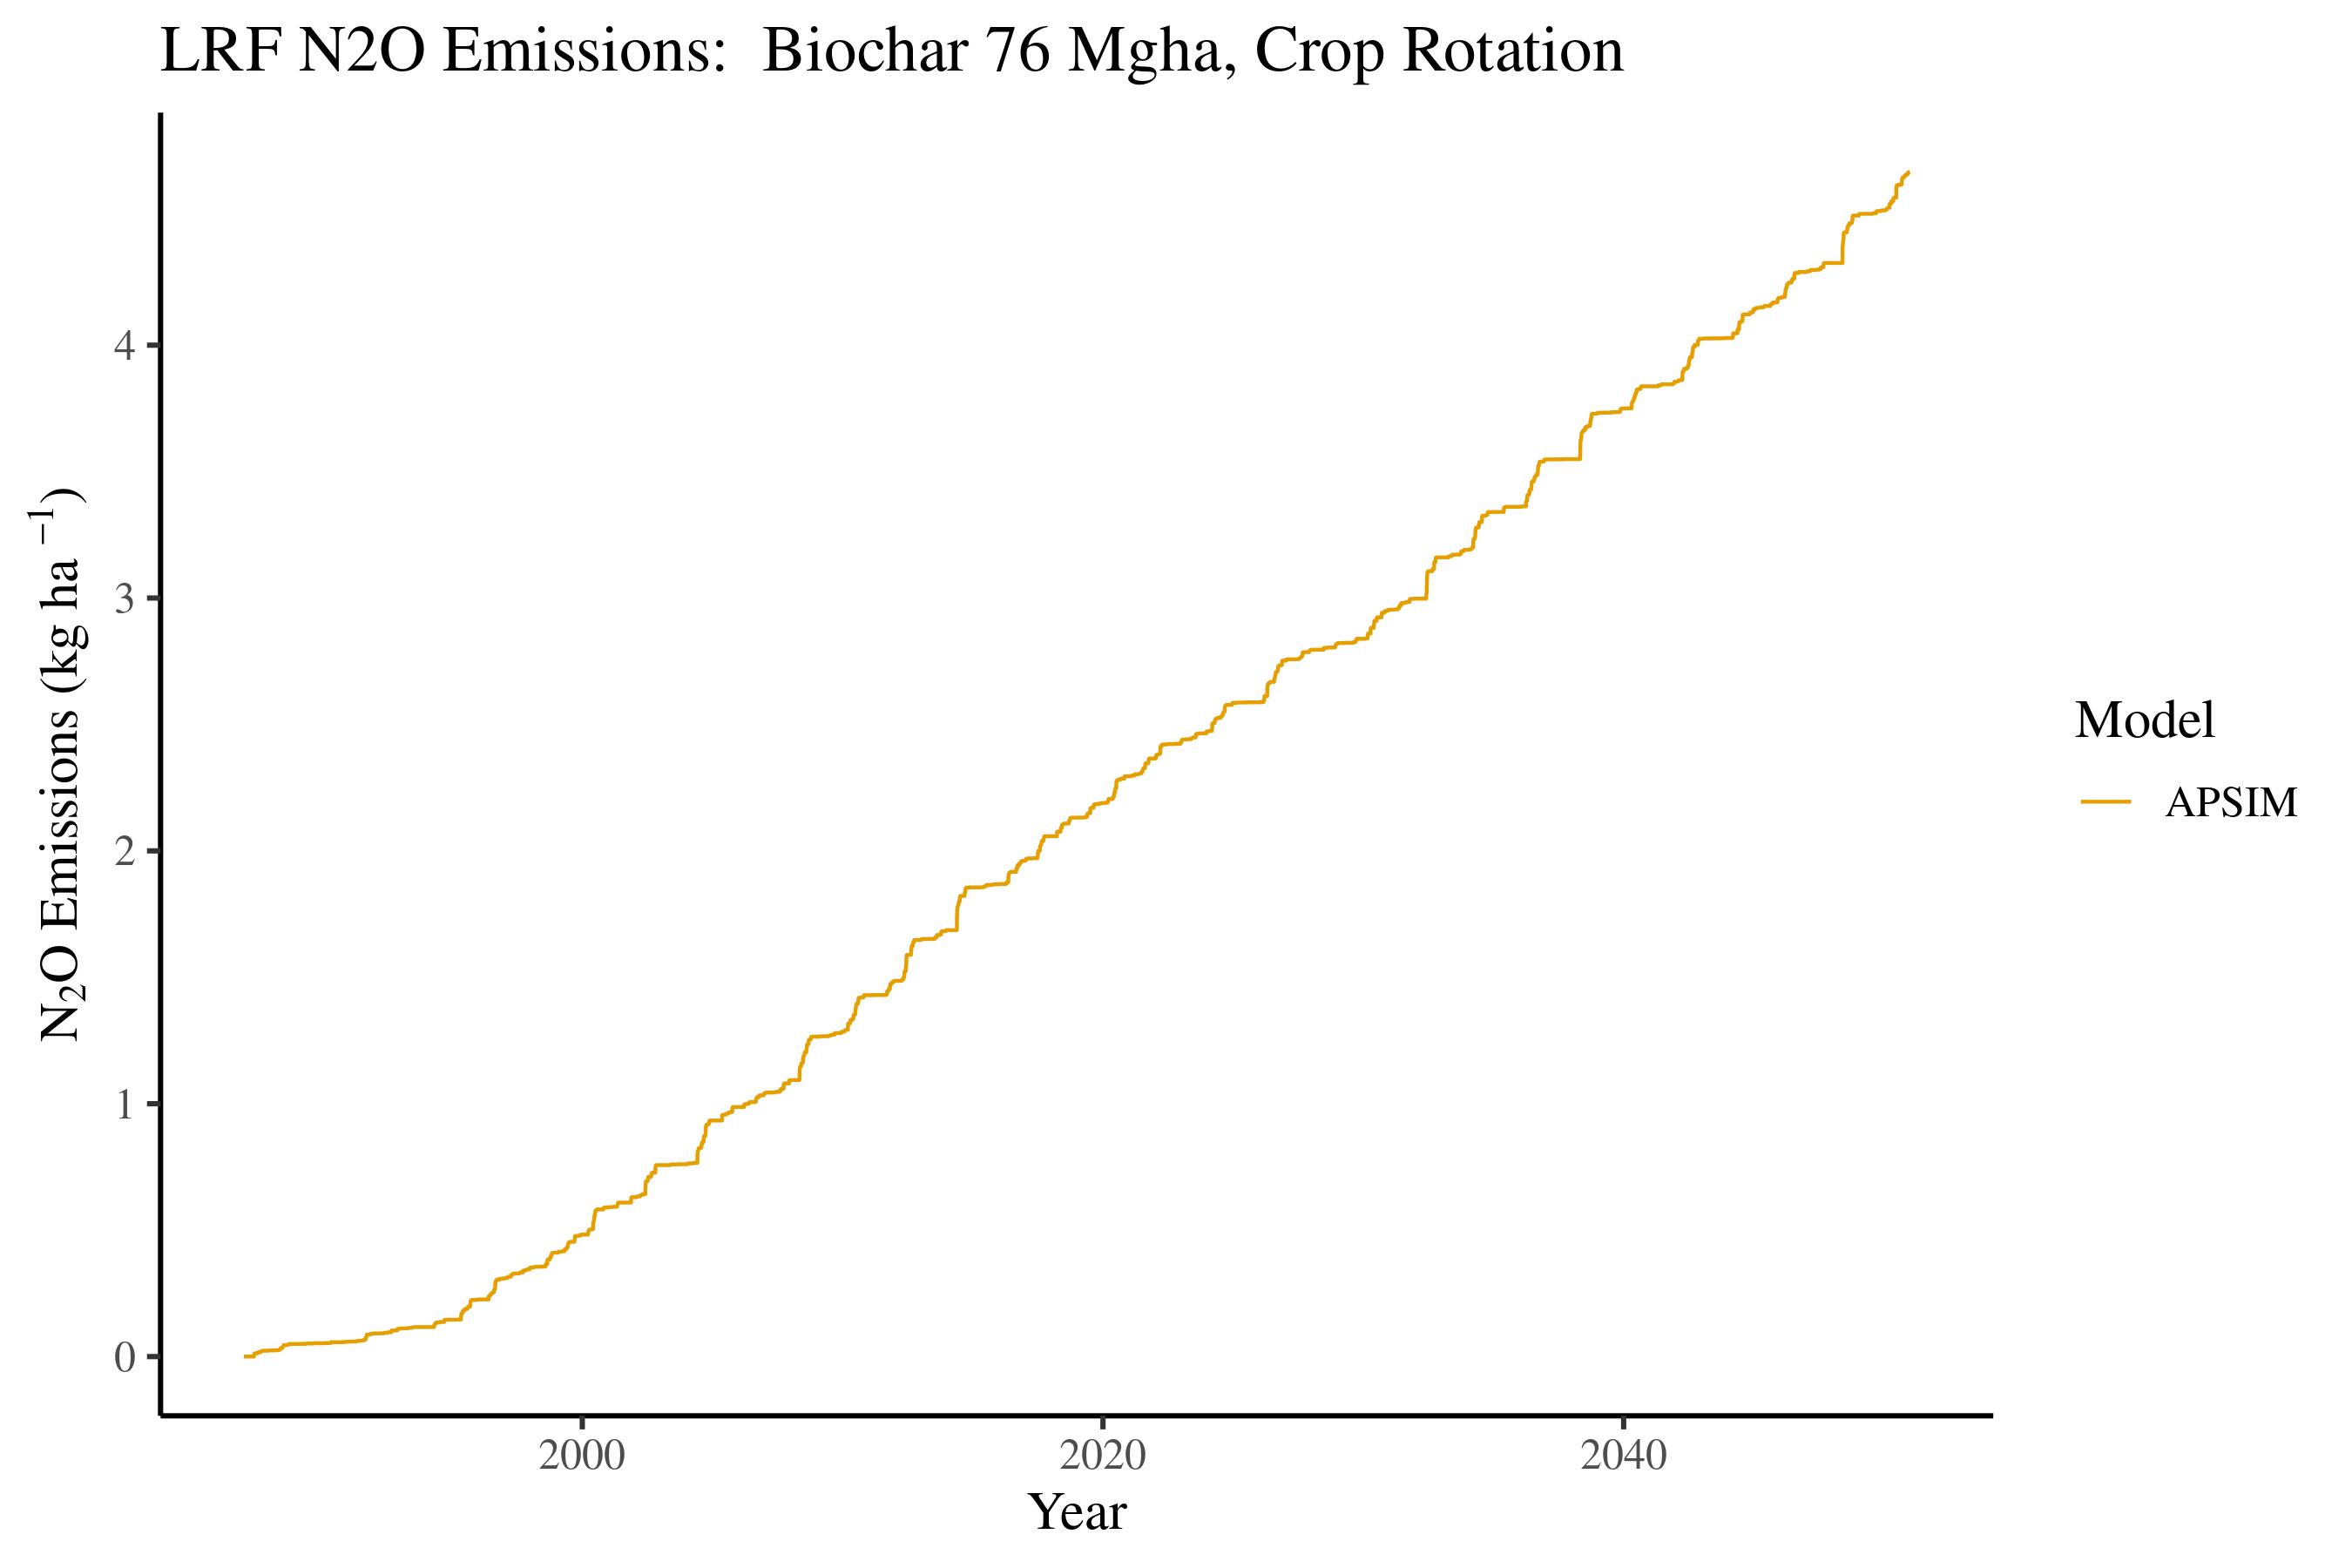 LRF N2O Emissions:  Biochar 76 Mgha, Crop Rotation
N₂O Emissions (kg ha ⁻¹)
4
3
2
1
0
2000 2020 2040
Year
Model
APSIM